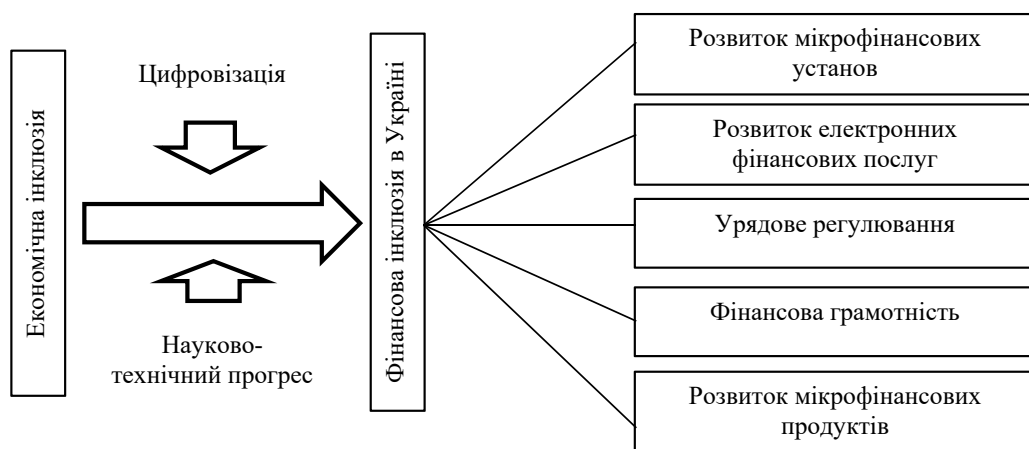 Економічна інклюзія
Цифровізація
Науково-
технічний прогрес
Фінансова інклюзія в Україні
Розвиток мікрофінансових
установ
Розвиток електронних
фінансових послуг
Урядове регулювання
Фінансова грамотність
Розвиток мікрофінансових
продуктів